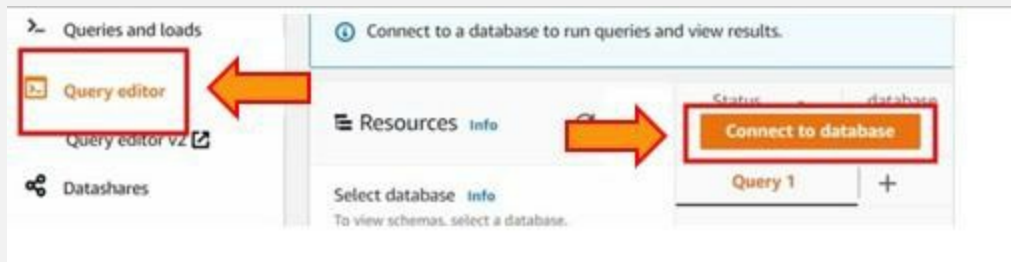 Queries and loads
Query editor
Query editor v2
Datashares
Connect to a database to run queries and view results.
Resources Info
Select database Info
To view schemas, select a database.
Status
database
Connect to database
Query 1 +